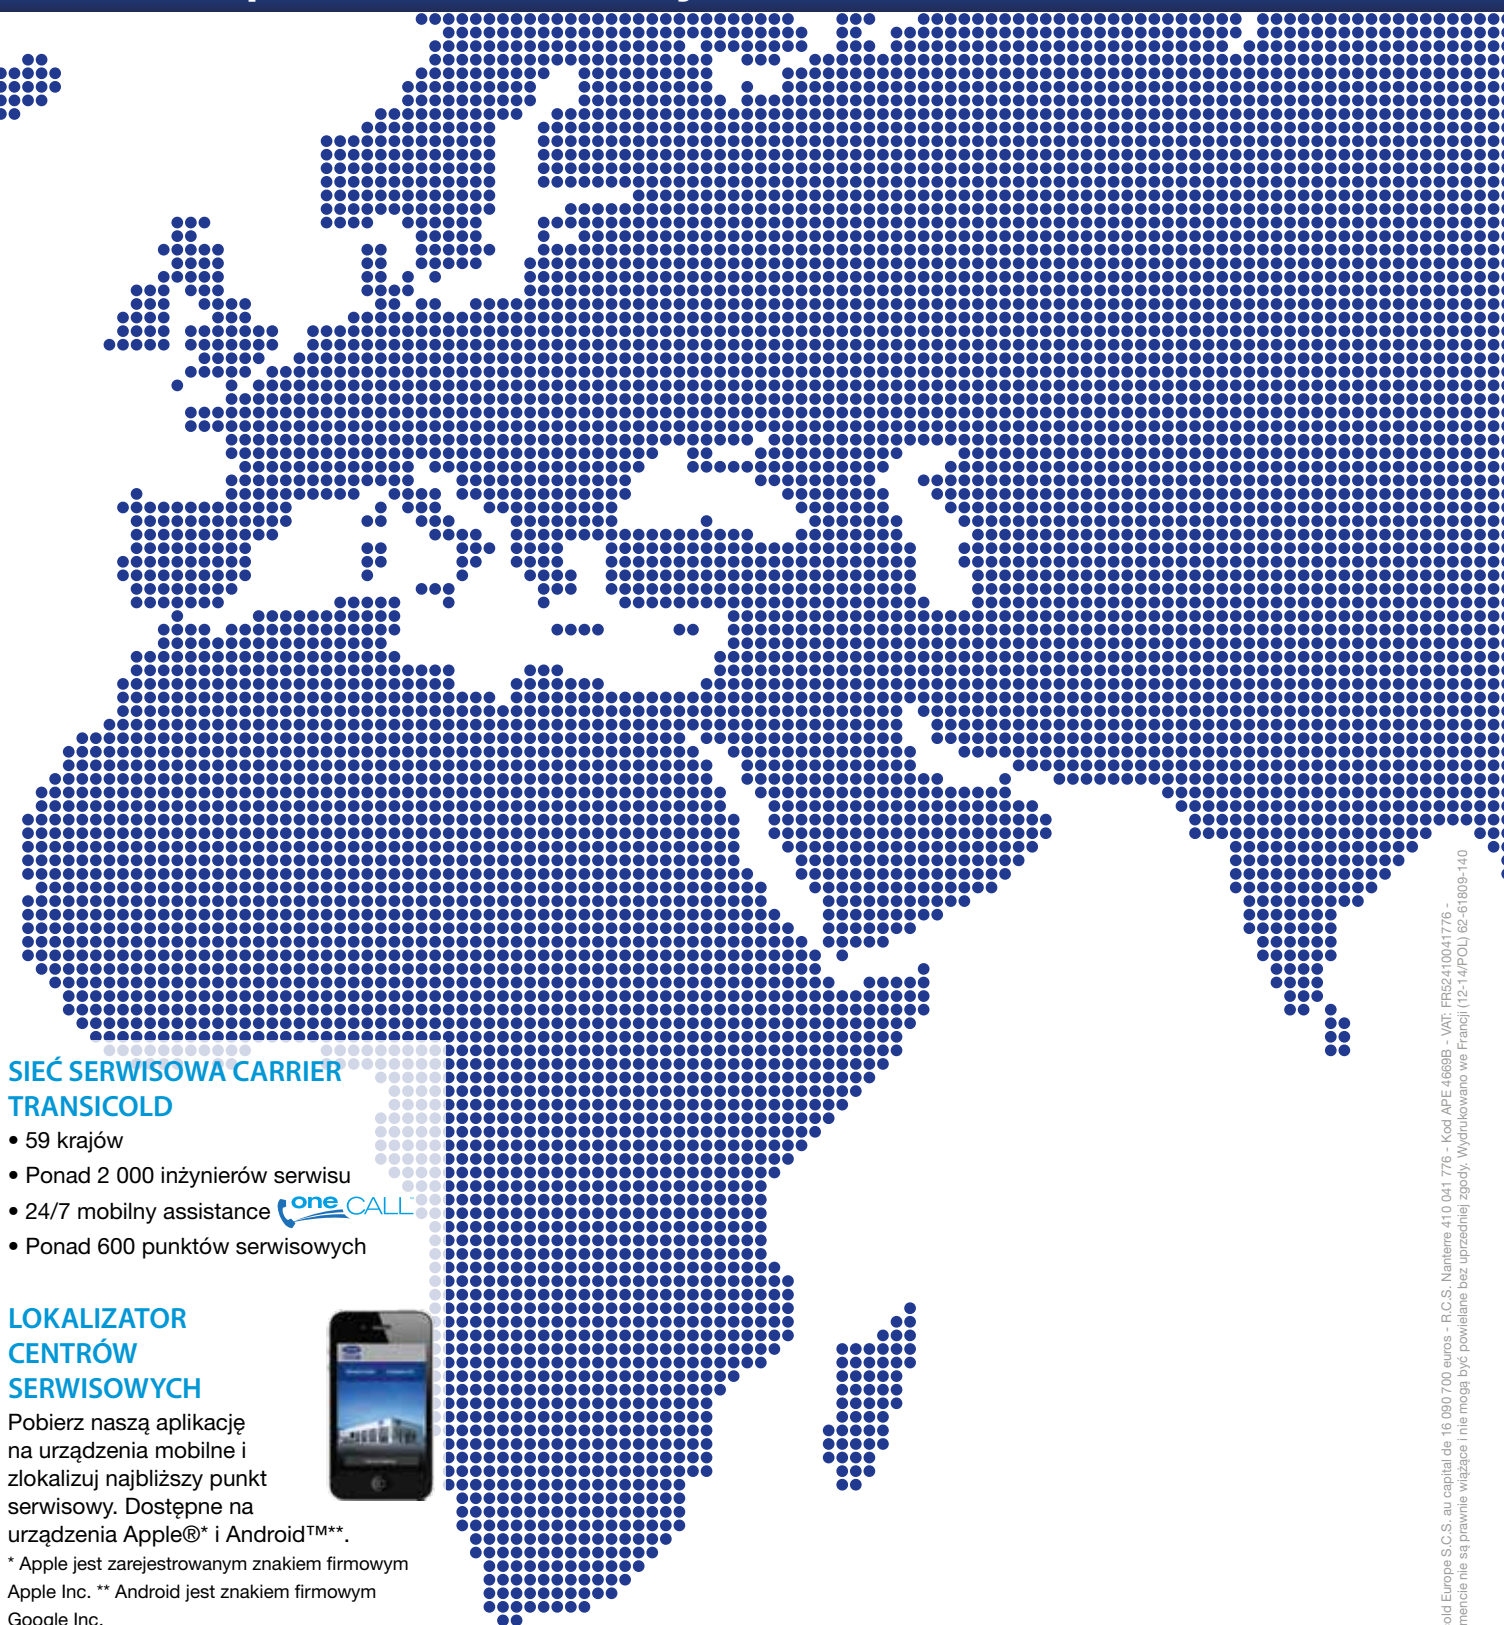 SIEĆ SERWISOWA CARRIER
TRANSICOLD
• 59 krajów
• Ponad 2 000 inżynierów serwisu
• 24/7 mobilny assistance one CALL™
• Ponad 600 punktów serwisowych
LOKALIZATOR
CENTRÓW
SERWISOWYCH
Pobierz naszą aplikację
na urządzenia mobilne i
zlokalizuj najbliższy punkt
serwisowy. Dostępne na
urządzenia Apple®* i Android™**.
* Apple jest zarejestrowanym znakiem firmowym
Apple Inc. ** Android jest znakiem firmowym
Google Inc.
old Europe S.C.S. au capital de 16 090 700 euros - R.C.S. Nanterre 410 041 776 - Kod APE 4669B - VAT: FR52410041776 -
mencie nie są prawnie wiążące i nie mogą być powielane bez uprzedniej zgody. Wydrukowano we Francji (12-14/POL) 62-61809-140